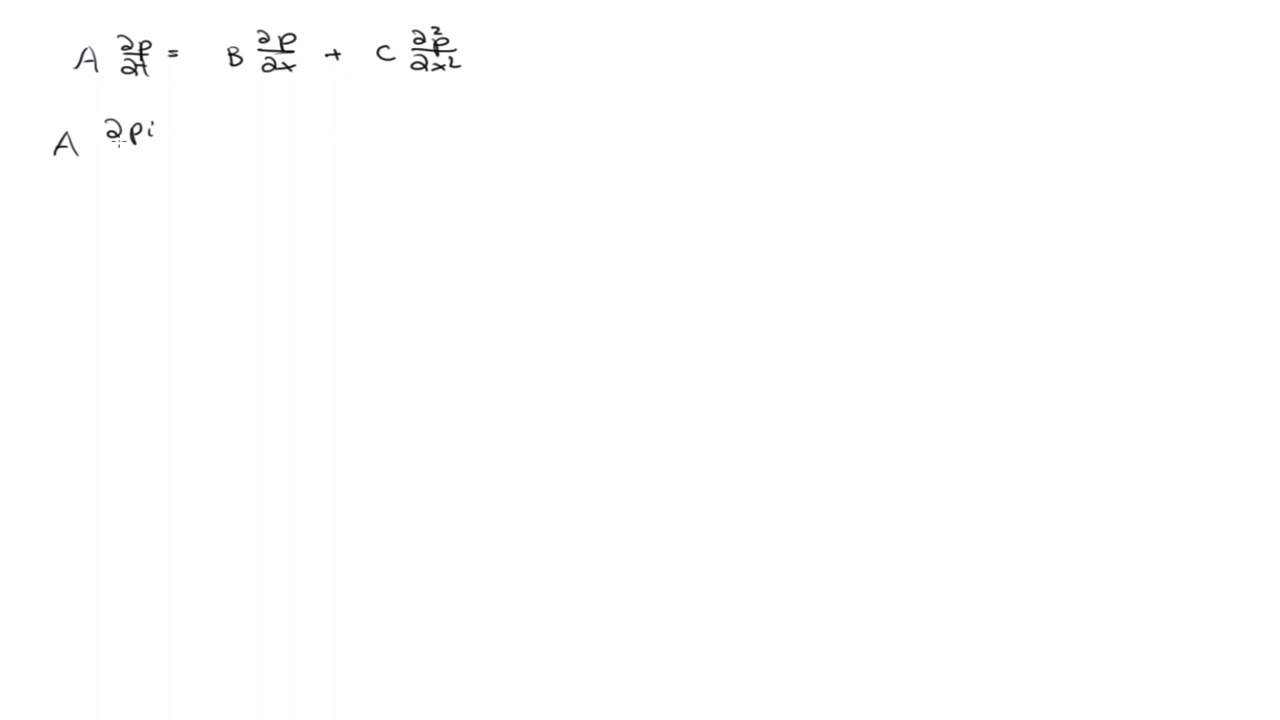 A ∂p/∂t = B ∂p/∂x + C ∂²p/∂x²
A ∂pi